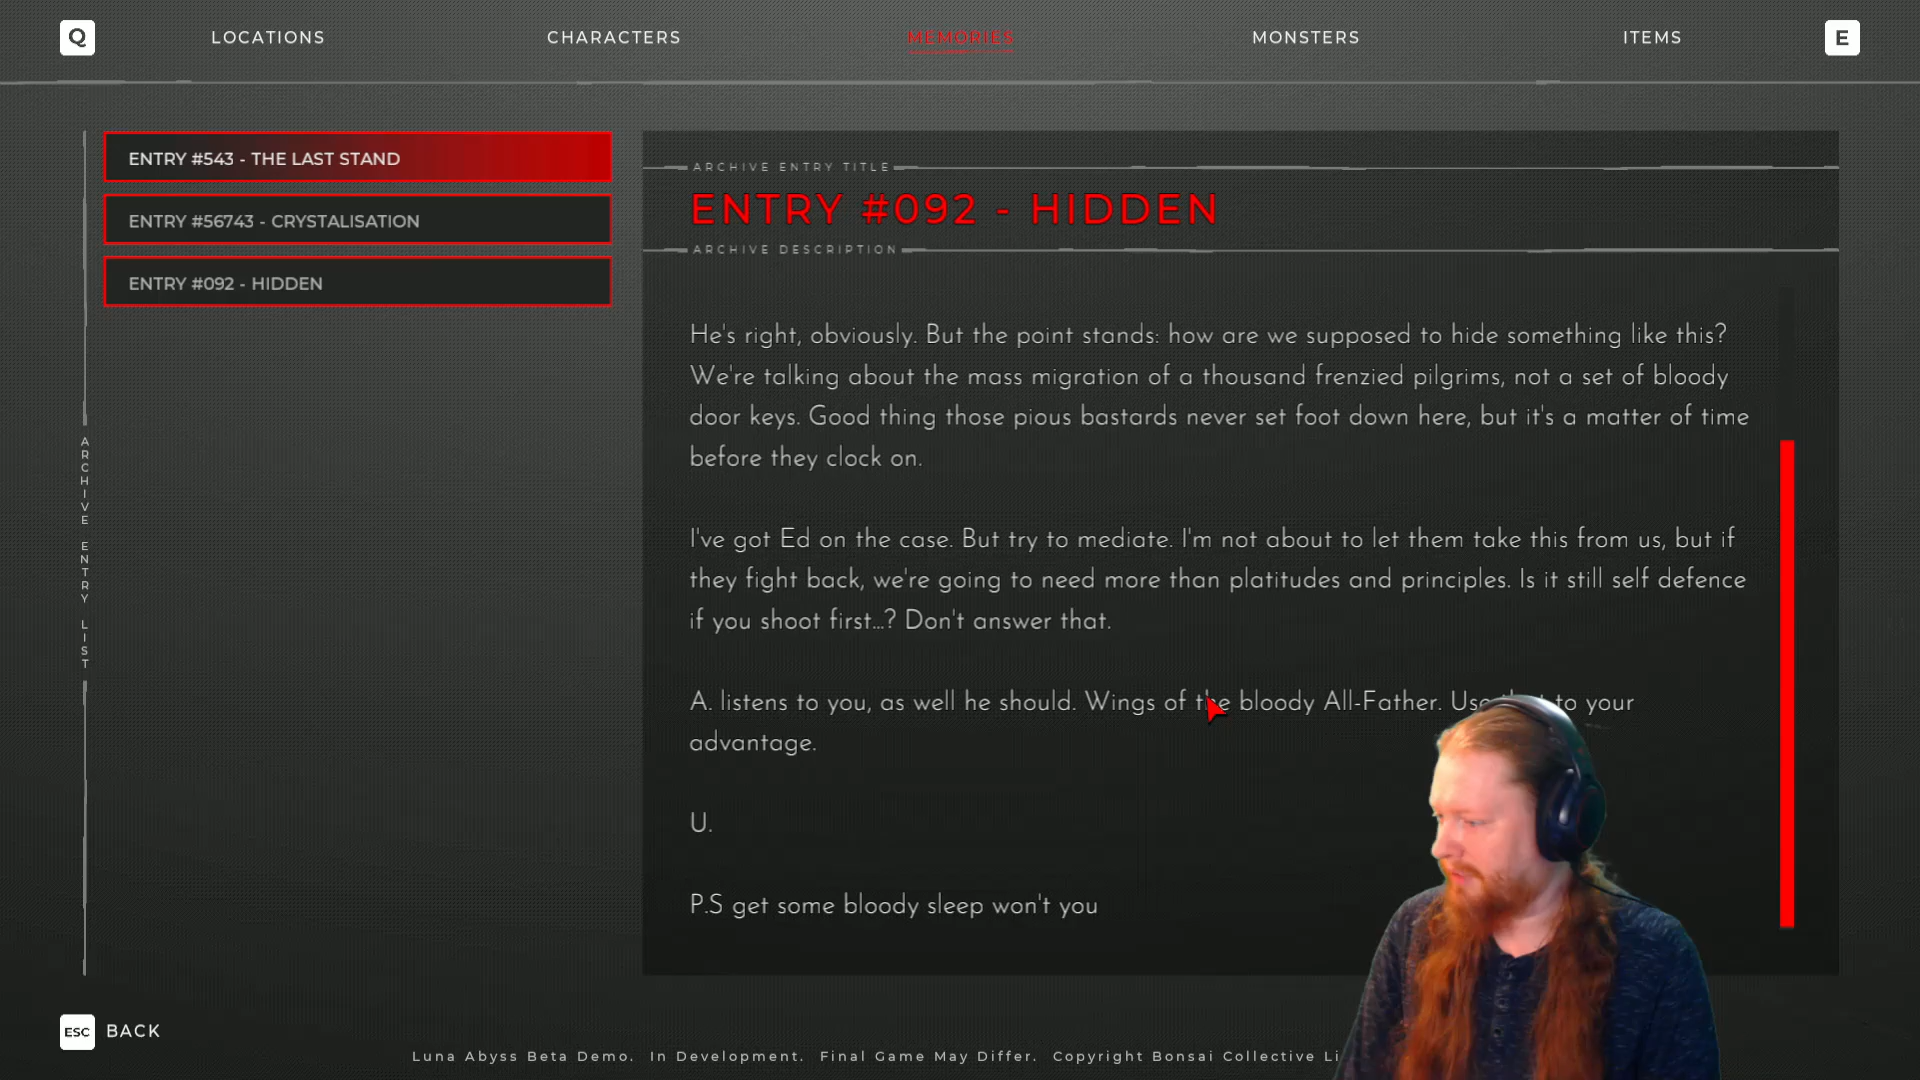 Q
LOCATIONS
CHARACTERS
MEMORIES
MONSTERS
ITEMS
E
ENTRY #543 - THE LAST STAND
ENTRY #56743 - CRYSTALISATION
ENTRY #092 - HIDDEN
ARCHIVE ENTRY LIST
ARCHIVE ENTRY TITLE
ENTRY #092 - HIDDEN
ARCHIVE DESCRIPTION
He's right, obviously. But the point stands: how are we supposed to hide something like this?
We're talking about the mass migration of a thousand frenzied pilgrims, not a set of bloody
door keys. Good thing those pious bastards never set foot down here, but it's a matter of time
before they clock on.
I've got Ed on the case. But try to mediate. I'm not about to let them take this from us, but if
they fight back, we're going to need more than platitudes and principles. Is it still self defence
if you shoot first...? Don't answer that.
A. listens to you, as well he should. Wings of the bloody All-Father. Use to your
advantage.
U.
P.S get some bloody sleep won't you
ESC BACK
Luna Abyss Beta Demo. In Development. Final Game May Differ. Copyright Bonsai Collective